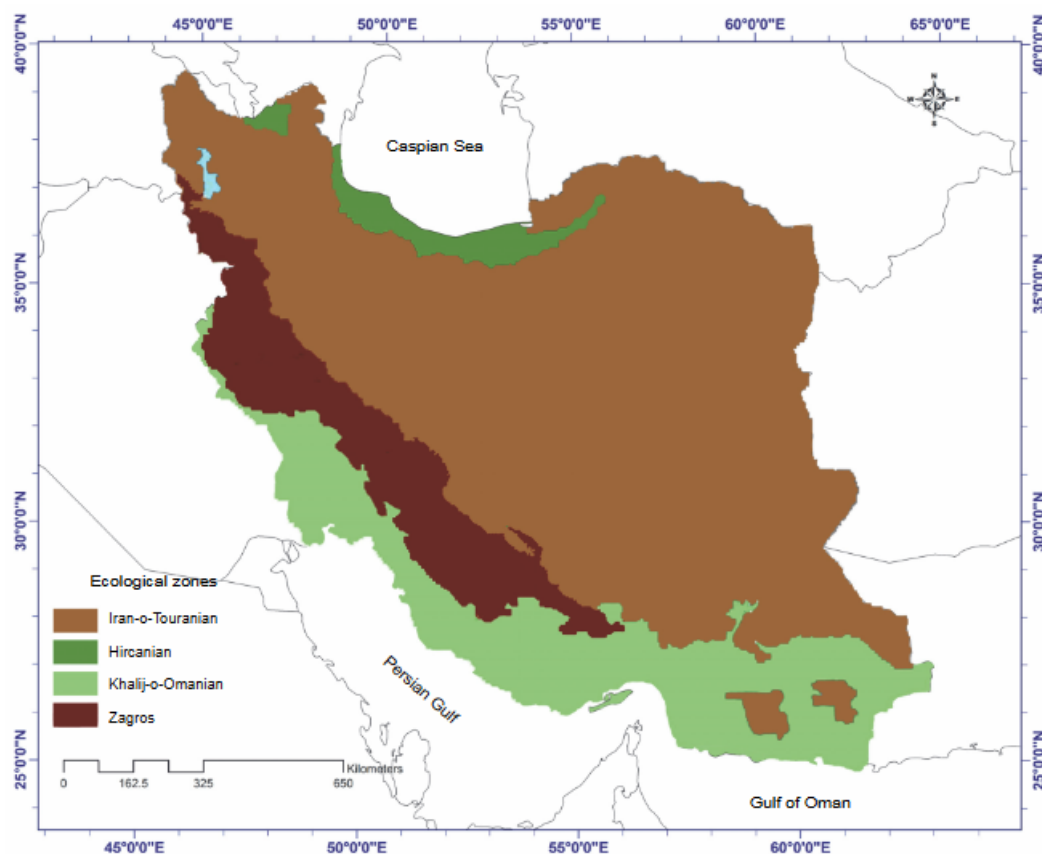 45°0'0"E 50°0'0"E 55°0'0"E 60°0'0"E 65°0'0"E
40°0'0"N
40°0'0"N
N
W E
S
Caspian Sea
35°0'0"N
35°0'0"N
30°0'0"N
30°0'0"N
Ecological zones
Iran-o-Touranian
Hircanian
Khalij-o-Omanian
Zagros
Persian Gulf
Kilometers
0 162.5 325 650
25°0'0"N
25°0'0"N
Gulf of Oman
45°0'0"E 50°0'0"E 55°0'0"E 60°0'0"E